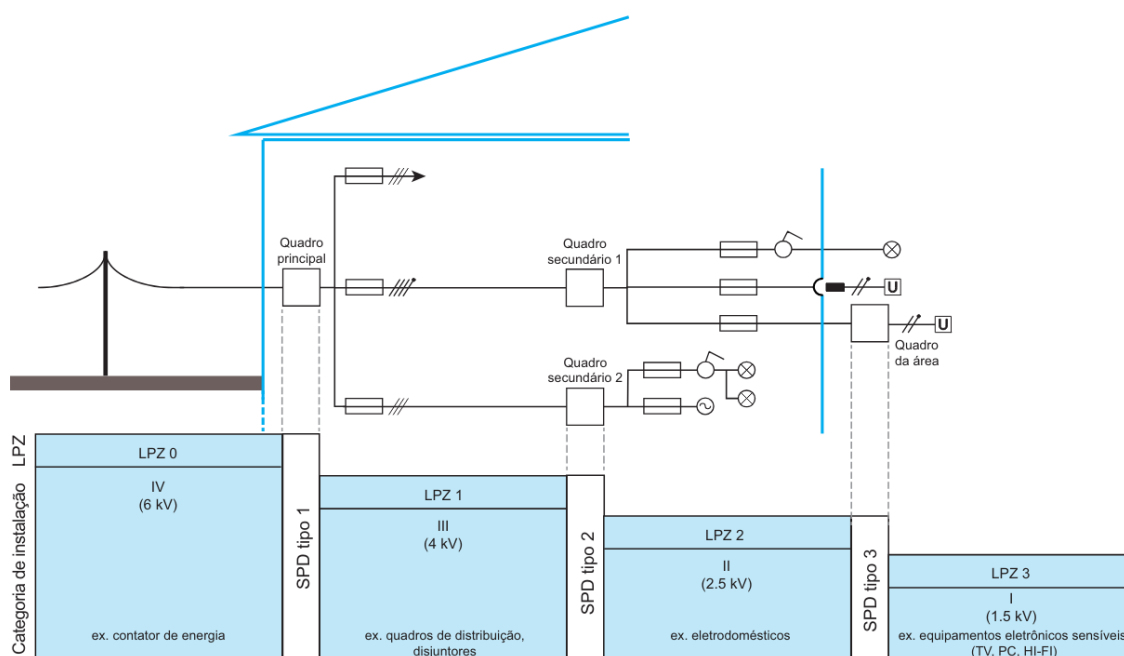 Quadro
principal
Quadro
secundário 1
U
U
Quadro
da área
Quadro
secundário 2
Categoria de instalação LPZ
LPZ 0
IV
(6 kV)
ex. contator de energia
SPD tipo 1
LPZ 1
III
(4 kV)
ex. quadros de distribuição,
disjuntores
SPD tipo 2
LPZ 2
II
(2.5 kV)
ex. eletrodomésticos
SPD tipo 3
LPZ 3
I
(1.5 kV)
ex. equipamentos eletrônicos sensíveis
(TV, PC, HI-FI)